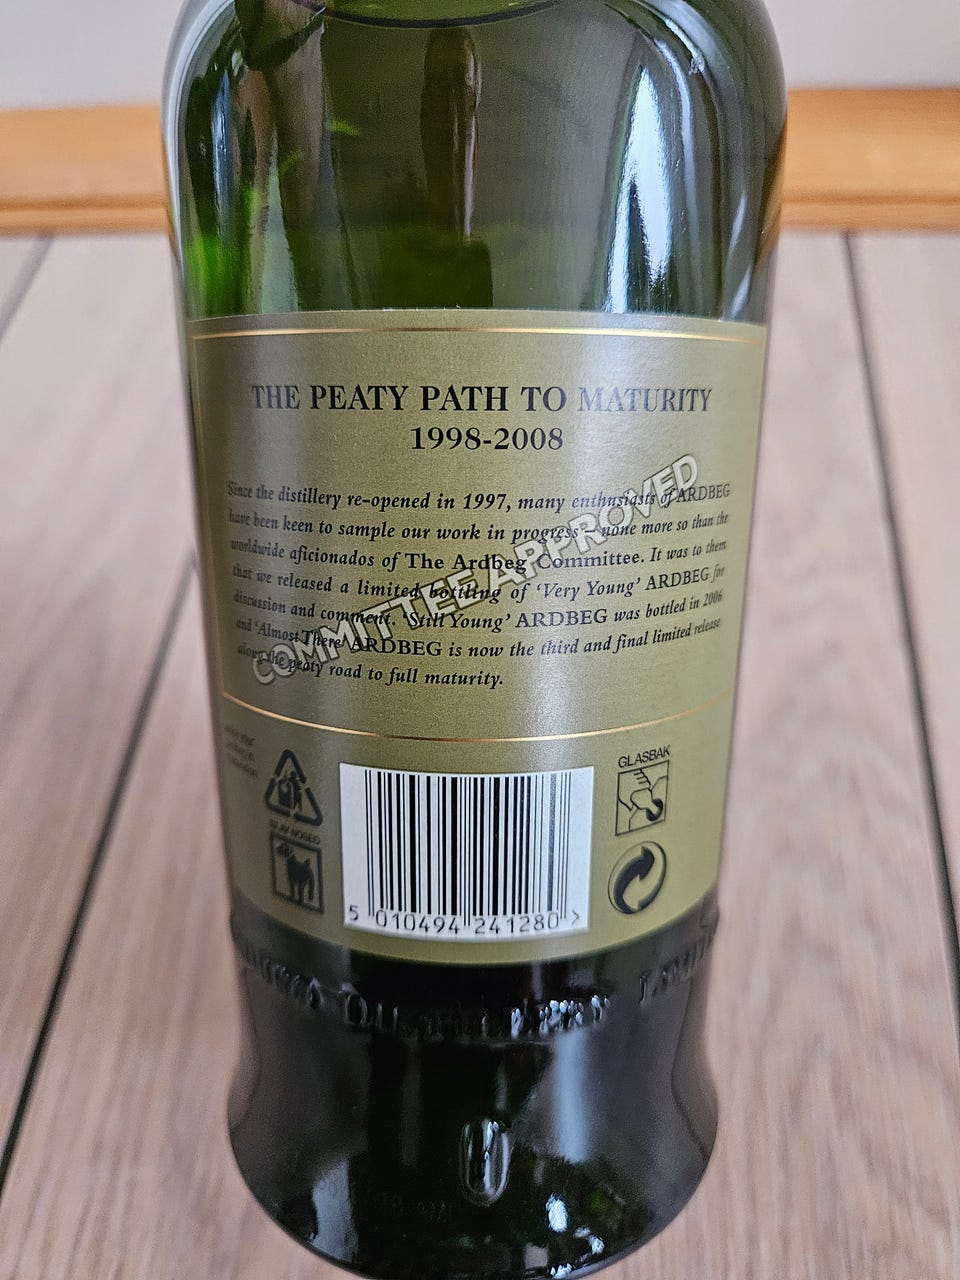 THE PEATY PATH TO MATURITY
1998-2008
Since the distillery re-opened in 1997, many enthusiasts of ARDBEG
have been keen to sample our work in progress – none more so than the
worldwide aficionados of The Ardbeg Committee. It was to them
that we released a limited bottling of ‘Very Young’ ARDBEG for
discussion and comment. ‘Still Young’ ARDBEG was bottled in 2006
and ‘Almost There’ ARDBEG is now the third and final limited release
along the peaty road to full maturity.
COMMITTEE APPROVED
ISLAY NOSED
GLASBAK
5 010494 241280 >
DISTILLERY